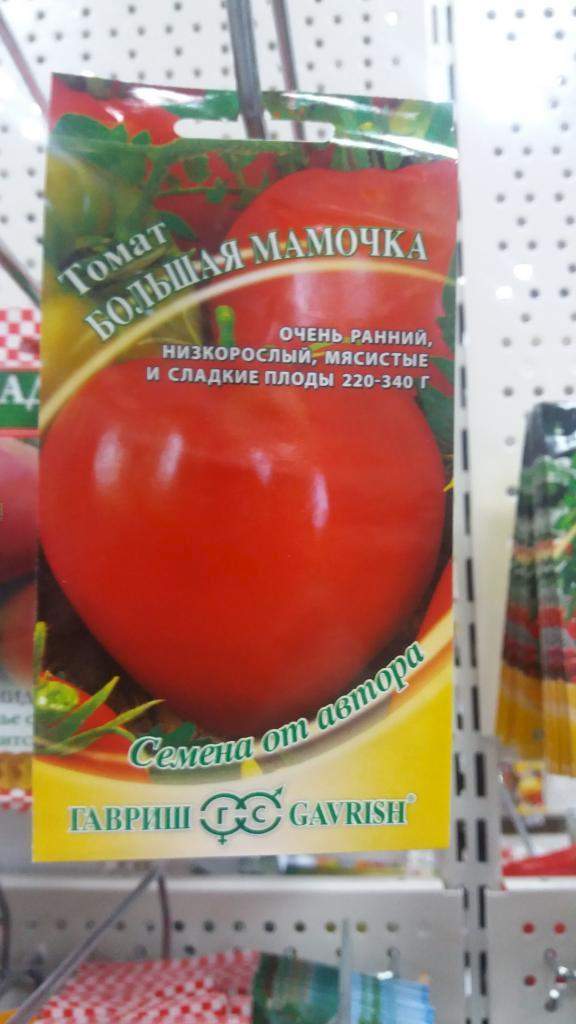 Томат
БОЛЬШАЯ МАМОЧКА
ОЧЕНЬ РАННИЙ,
НИЗКОРОСЛЫЙ, МЯСИСТЫЕ
И СЛАДКИЕ ПЛОДЫ 220-340 Г
Семена от автора
ГАВРИШ ГС GAVRISH®